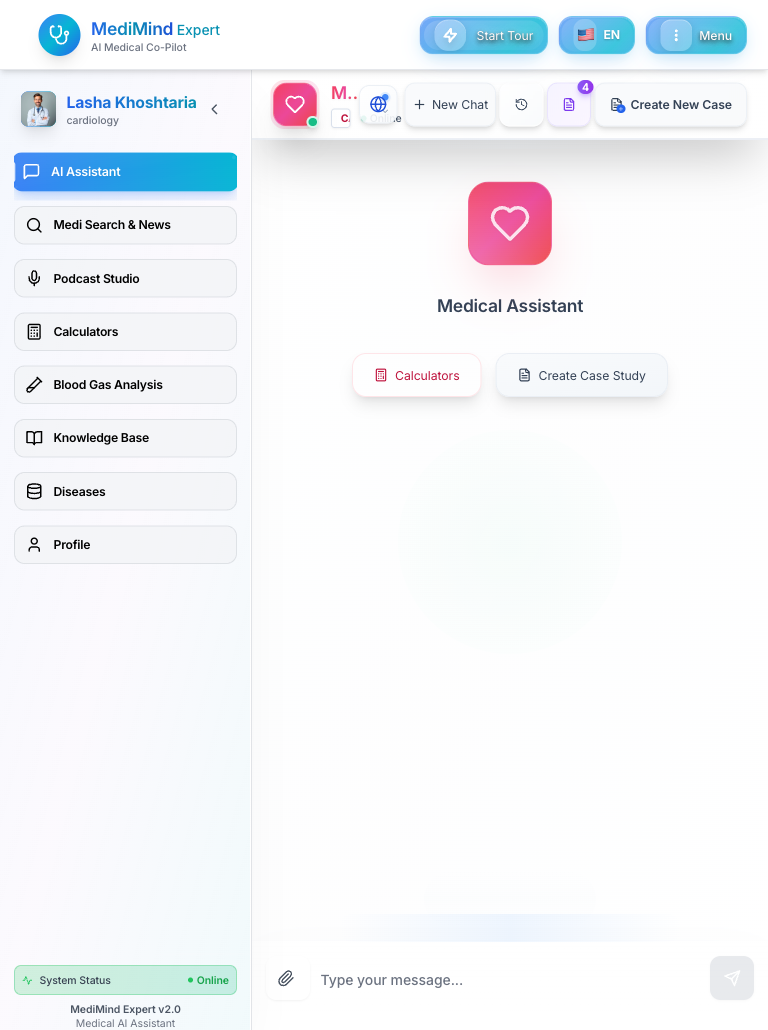 MediMind Expert
AI Medical Co-Pilot
Start Tour
EN
Menu
Lasha Khoshtaria
cardiology
M..
New Chat
4
Create New Case
AI Assistant
Medi Search & News
Podcast Studio
Calculators
Blood Gas Analysis
Knowledge Base
Diseases
Profile
Medical Assistant
Calculators
Create Case Study
System Status
Online
MediMind Expert v2.0
Medical AI Assistant
Type your message...